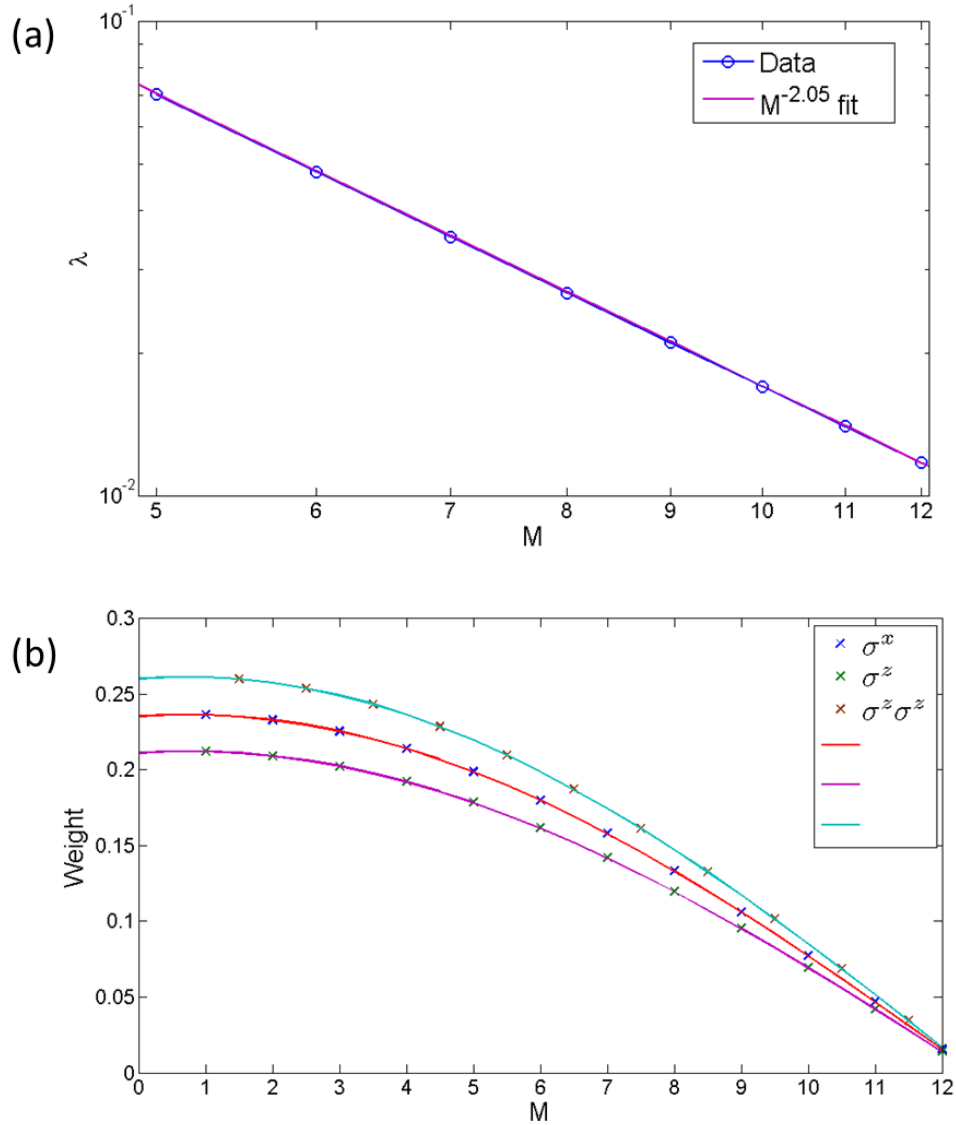 (a)
10^-1
Data
M^-2.05 fit
λ
10^-2
5 6 7 8 9 10 11 12
M
(b)
0.3
σ^x
0.25
σ^z
σ^zσ^z
0.2
0.15
Weight
0.1
0.05
0
0 1 2 3 4 5 6 7 8 9 10 11 12
M